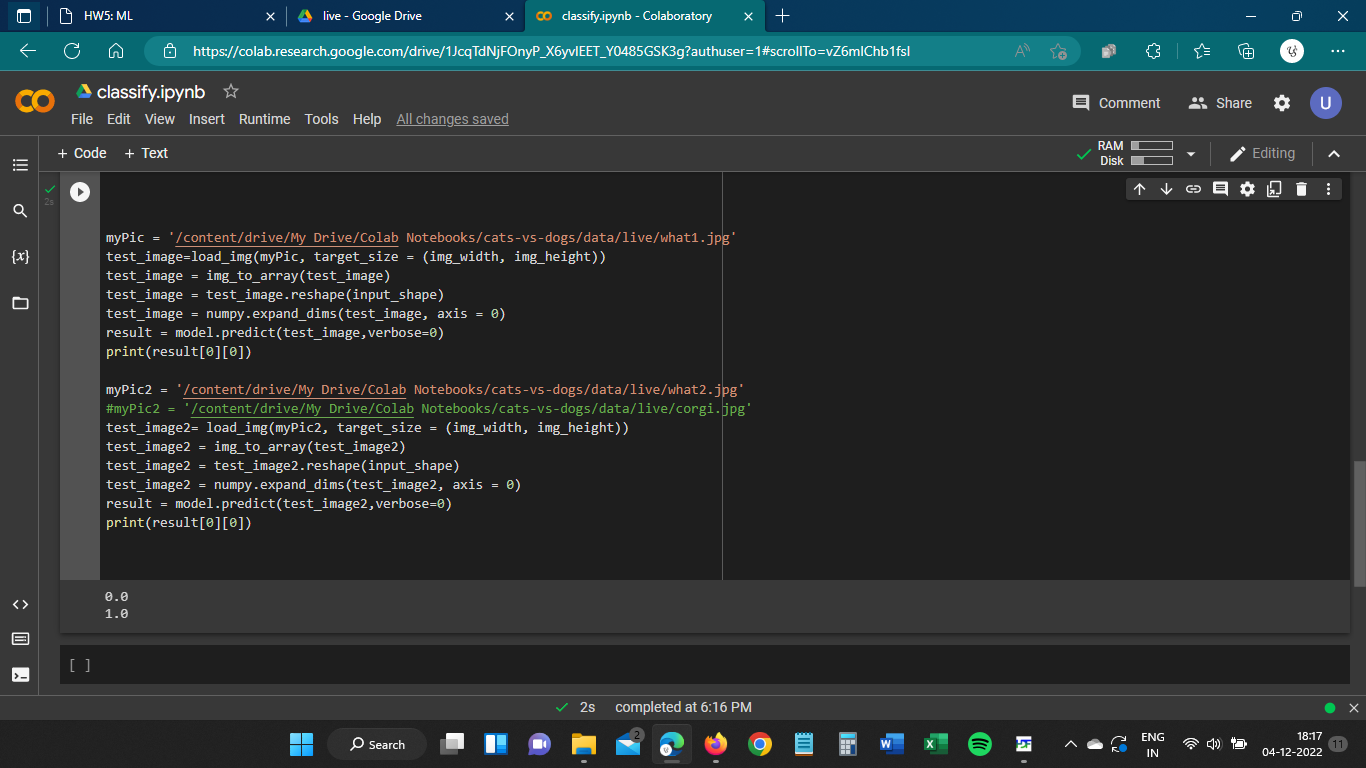 HW5: ML
live - Google Drive
classify.ipynb - Colaboratory
https://colab.research.google.com/drive/1JcqTdNjFOnyP_X6yvIEET_Y0485GSK3g?authuser=1#scrollTo=vZ6mlChb1fsI
classify.ipynb
Comment
Share
U
File Edit View Insert Runtime Tools Help All changes saved
+ Code + Text
RAM
Disk
Editing
2s
myPic = '/content/drive/My Drive/Colab Notebooks/cats-vs-dogs/data/live/what1.jpg'
test_image=load_img(myPic, target_size = (img_width, img_height))
test_image = img_to_array(test_image)
test_image = test_image.reshape(input_shape)
test_image = numpy.expand_dims(test_image, axis = 0)
result = model.predict(test_image,verbose=0)
print(result[0][0])
myPic2 = '/content/drive/My Drive/Colab Notebooks/cats-vs-dogs/data/live/what2.jpg'
#myPic2 = '/content/drive/My Drive/Colab Notebooks/cats-vs-dogs/data/live/corgi.jpg'
test_image2= load_img(myPic2, target_size = (img_width, img_height))
test_image2 = img_to_array(test_image2)
test_image2 = test_image2.reshape(input_shape)
test_image2 = numpy.expand_dims(test_image2, axis = 0)
result = model.predict(test_image2,verbose=0)
print(result[0][0])
0.0
1.0
[ ]
2s completed at 6:16 PM
Search
2
ENG
IN
18:17
04-12-2022
11